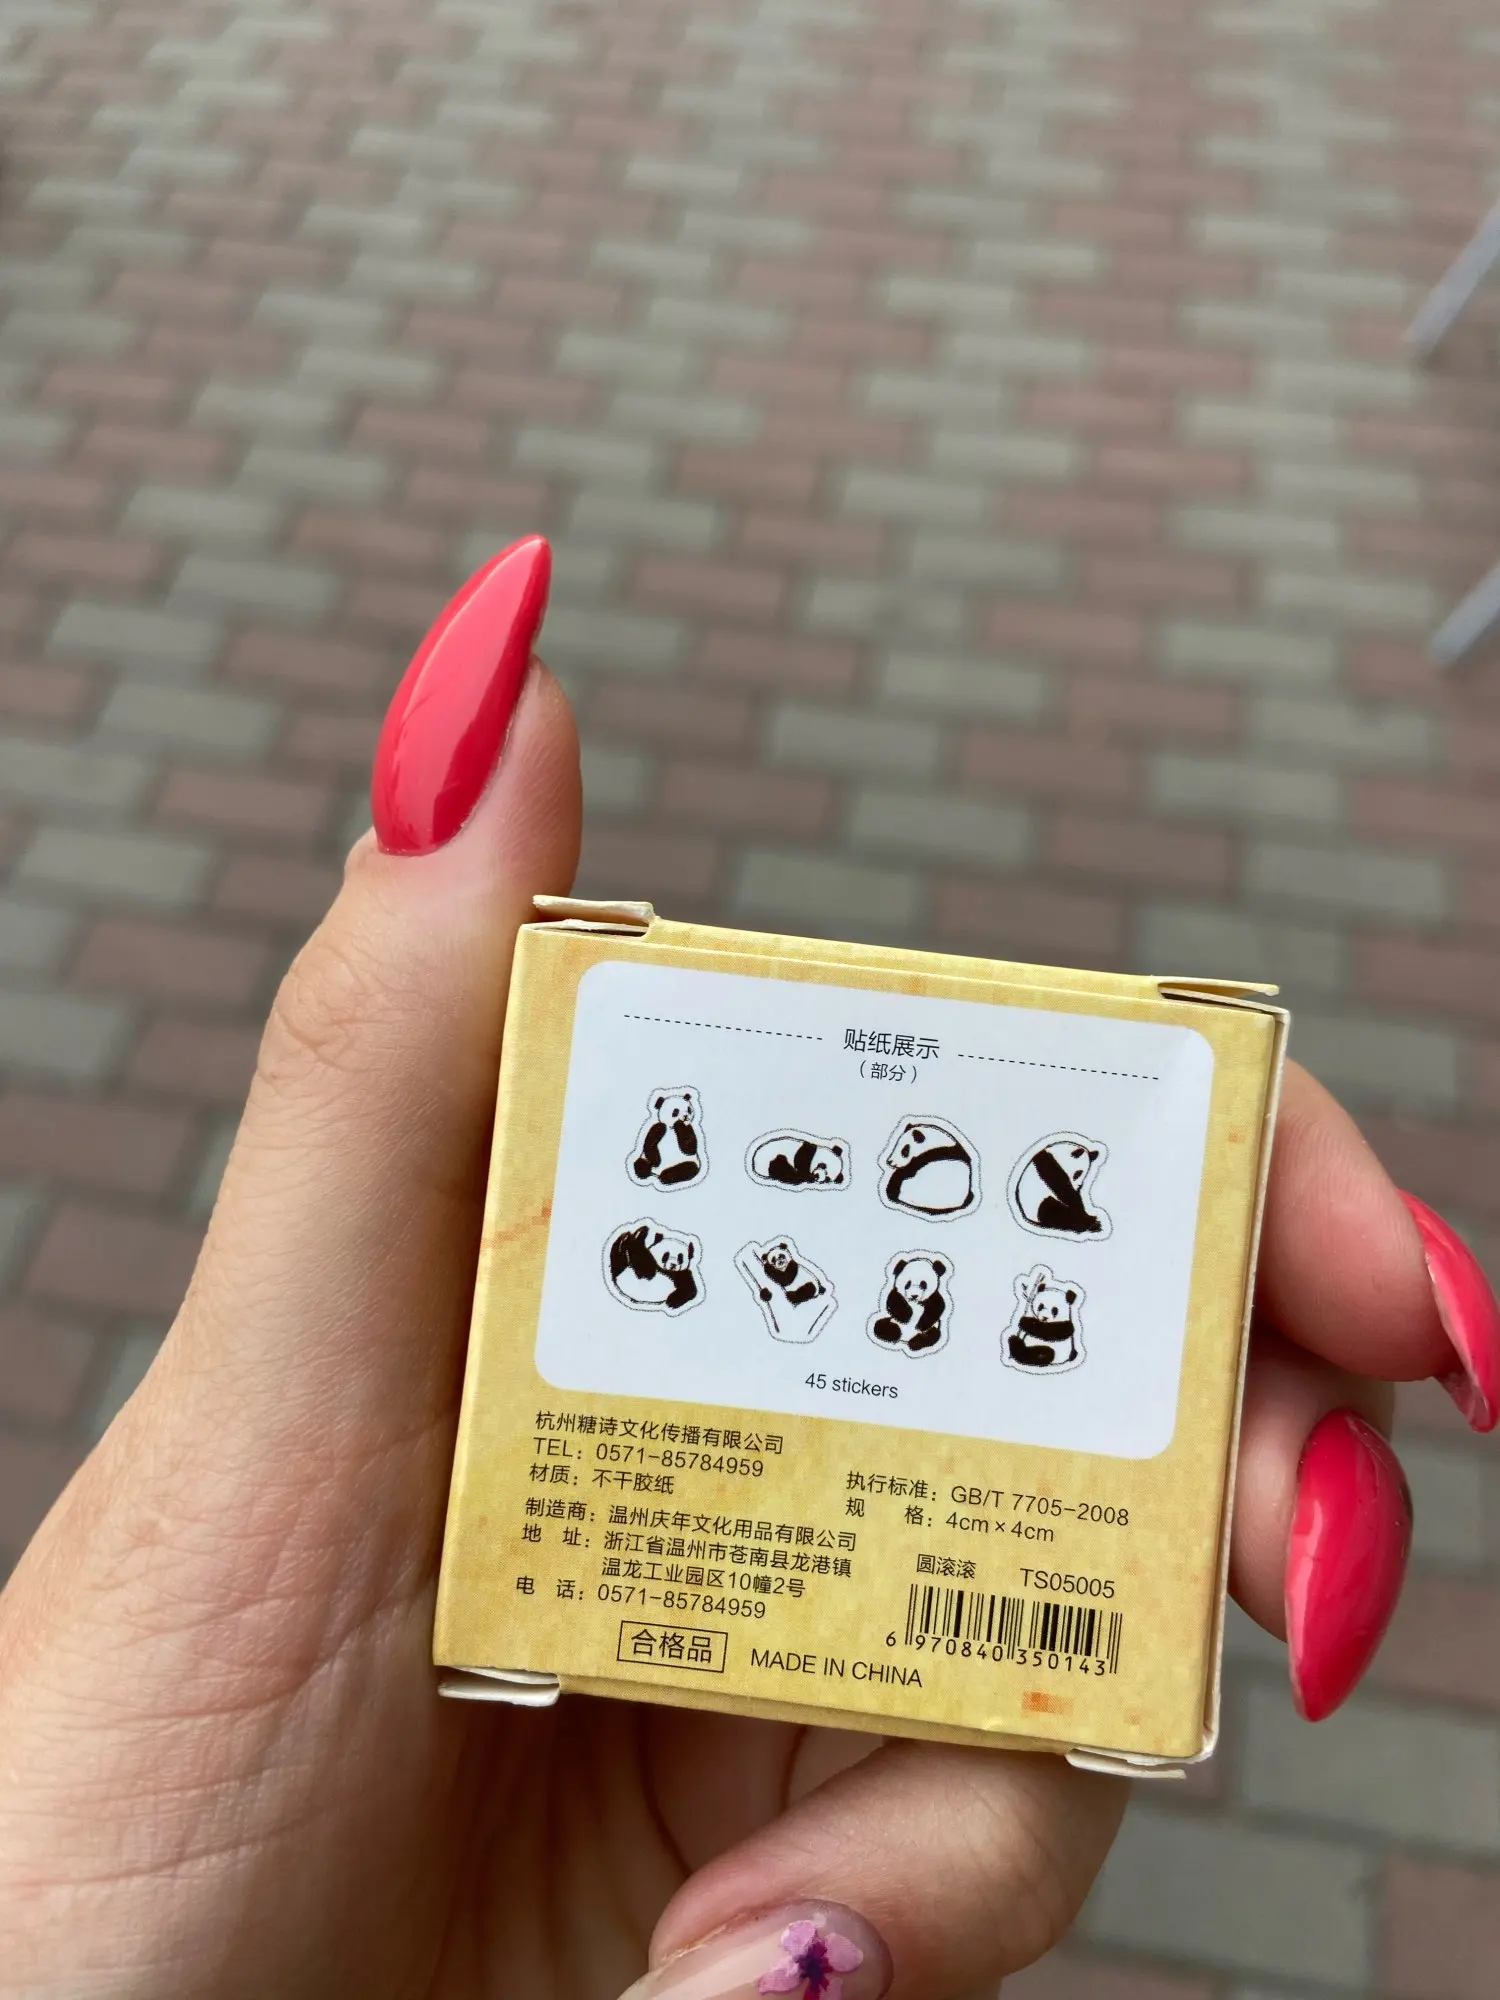 贴纸展示
（部分）
45 stickers
杭州糖诗文化传播有限公司
TEL：0571-85784959
材质：不干胶纸
制造商：温州庆年文化用品有限公司
地 址：浙江省温州市苍南县龙港镇
温龙工业园区10幢2号
电 话：0571-85784959
执行标准：GB/T 7705-2008
规 格：4cm×4cm
圆滚滚 TS05005
6 970840 350143
合格品 MADE IN CHINA